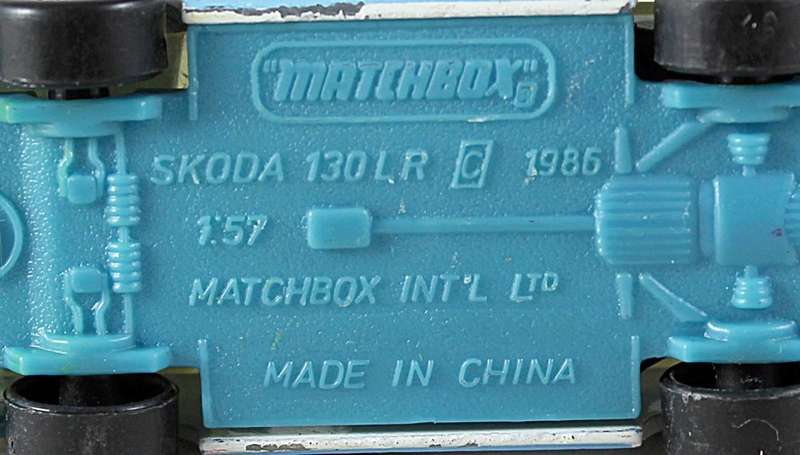 "MATCHBOX"®
SKODA 130LR © 1986
1:57
MATCHBOX INT'L LTD
MADE IN CHINA